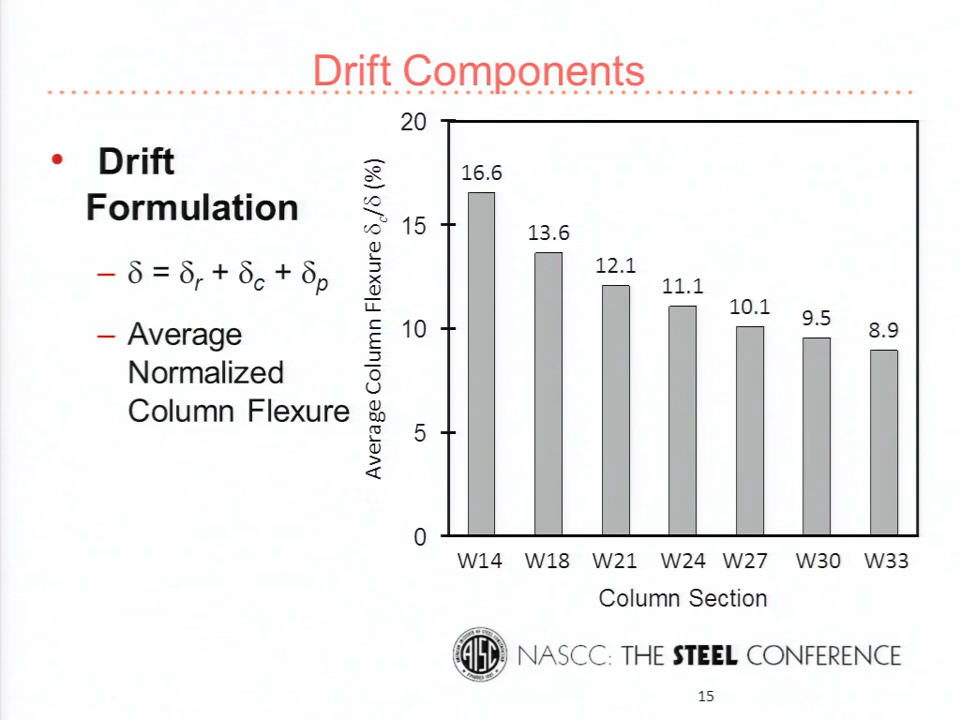 Drift Components
• Drift
Formulation
– δ = δr + δc + δp
– Average
Normalized
Column Flexure
Average Column Flexure δc/δ (%)
20
15
10
5
0
16.6
13.6
12.1
11.1
10.1
9.5
8.9
W14 W18 W21 W24 W27 W30 W33
Column Section
AISC
NASCC: THE STEEL CONFERENCE
15